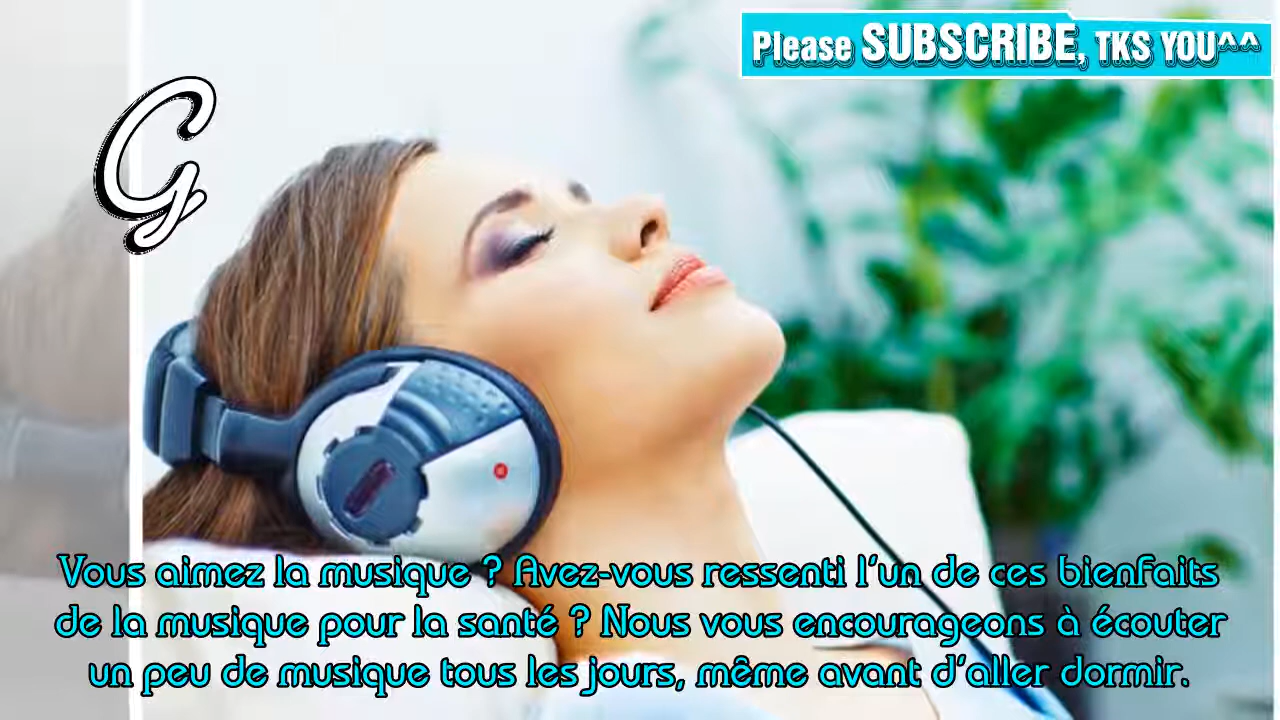 Please SUBSCRIBE, TKS YOU^^
G
Vous aimez la musique ? Avez-vous ressenti l'un de ces bienfaits
de la musique pour la santé ? Nous vous encourageons à écouter
un peu de musique tous les jours, même avant d'aller dormir.